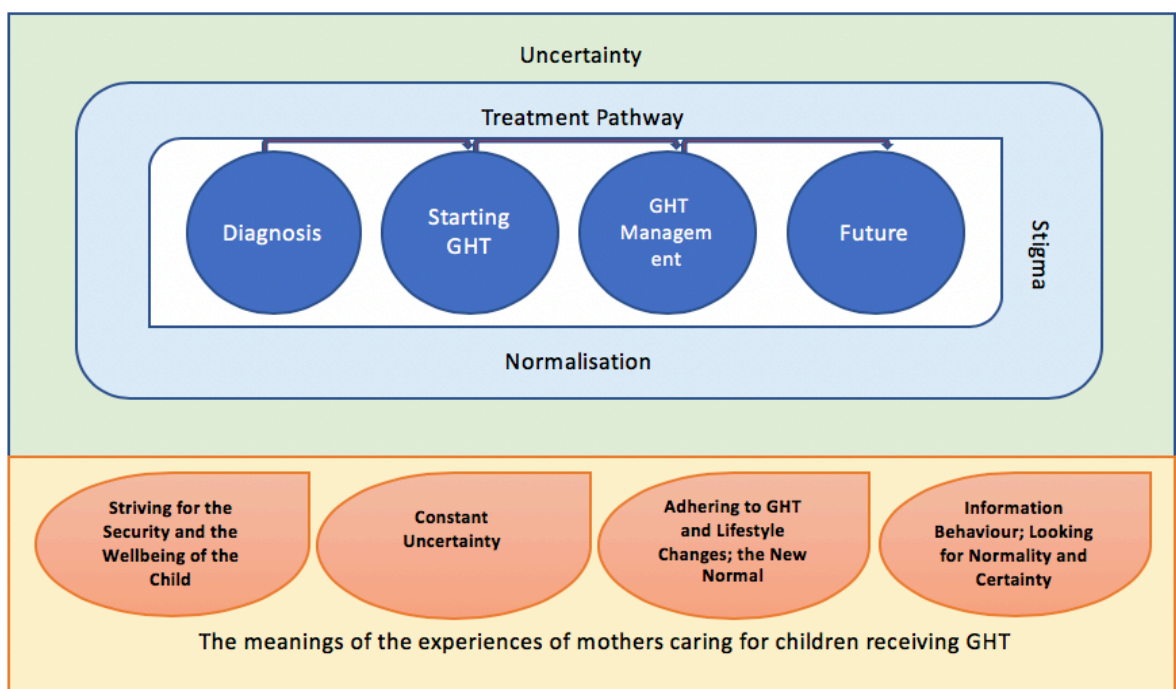 Uncertainty
Treatment Pathway
Diagnosis
Starting
GHT
GHT
Managem
ent
Future
Stigma
Normalisation
Striving for the
Security and the
Wellbeing of the
Child
Constant
Uncertainty
Adhering to GHT
and Lifestyle
Changes; the New
Normal
Information
Behaviour; Looking
for Normality and
Certainty
The meanings of the experiences of mothers caring for children receiving GHT